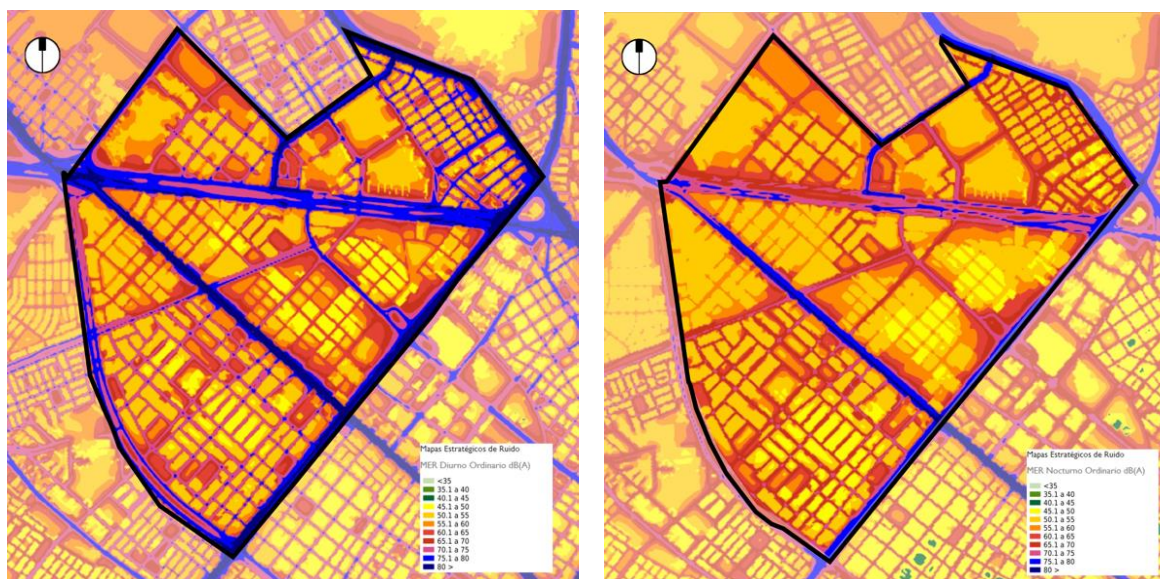 Mapas Estratégicos de Ruido
MER Diurno Ordinario dB(A)
<35
35.1 a 40
40.1 a 45
45.1 a 50
50.1 a 55
55.1 a 60
60.1 a 65
65.1 a 70
70.1 a 75
75.1 a 80
80 >
Mapas Estratégicos de Ruido
MER Nocturno Ordinario dB(A)
<35
35.1 a 40
40.1 a 45
45.1 a 50
50.1 a 55
55.1 a 60
60.1 a 65
65.1 a 70
70.1 a 75
75.1 a 80
80 >